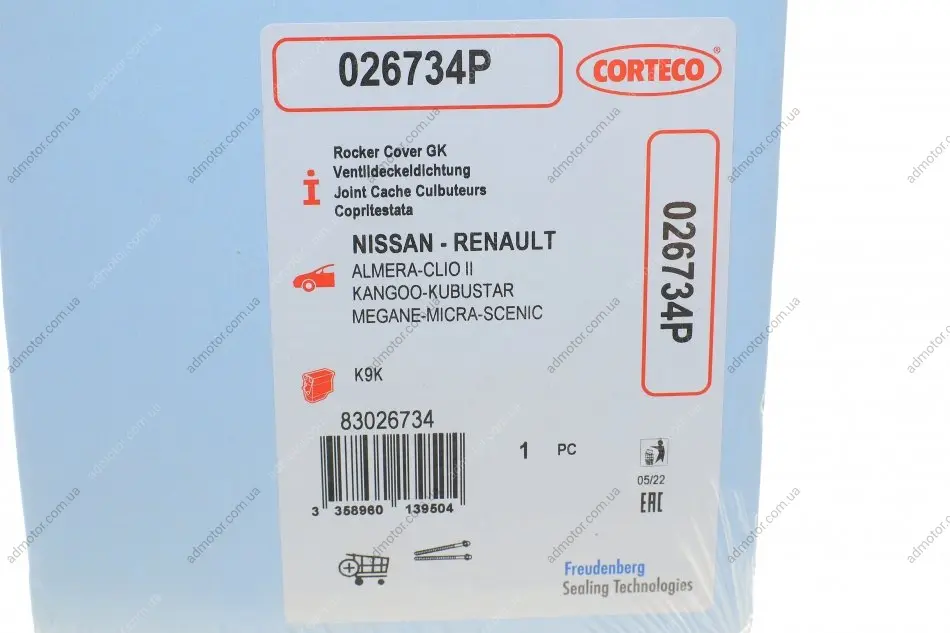 026734P
CORTECO®
Rocker Cover GK
Ventildeckeldichtung
Joint Cache Culbuteurs
Copritestata
NISSAN - RENAULT
ALMERA-CLIO II
KANGOO-KUBUSTAR
MEGANE-MICRA-SCENIC
026734P
K9K
83026734
1 PC
3 358960 139504
05/22
EAC
Freudenberg
Sealing Technologies
admotor.com.ua